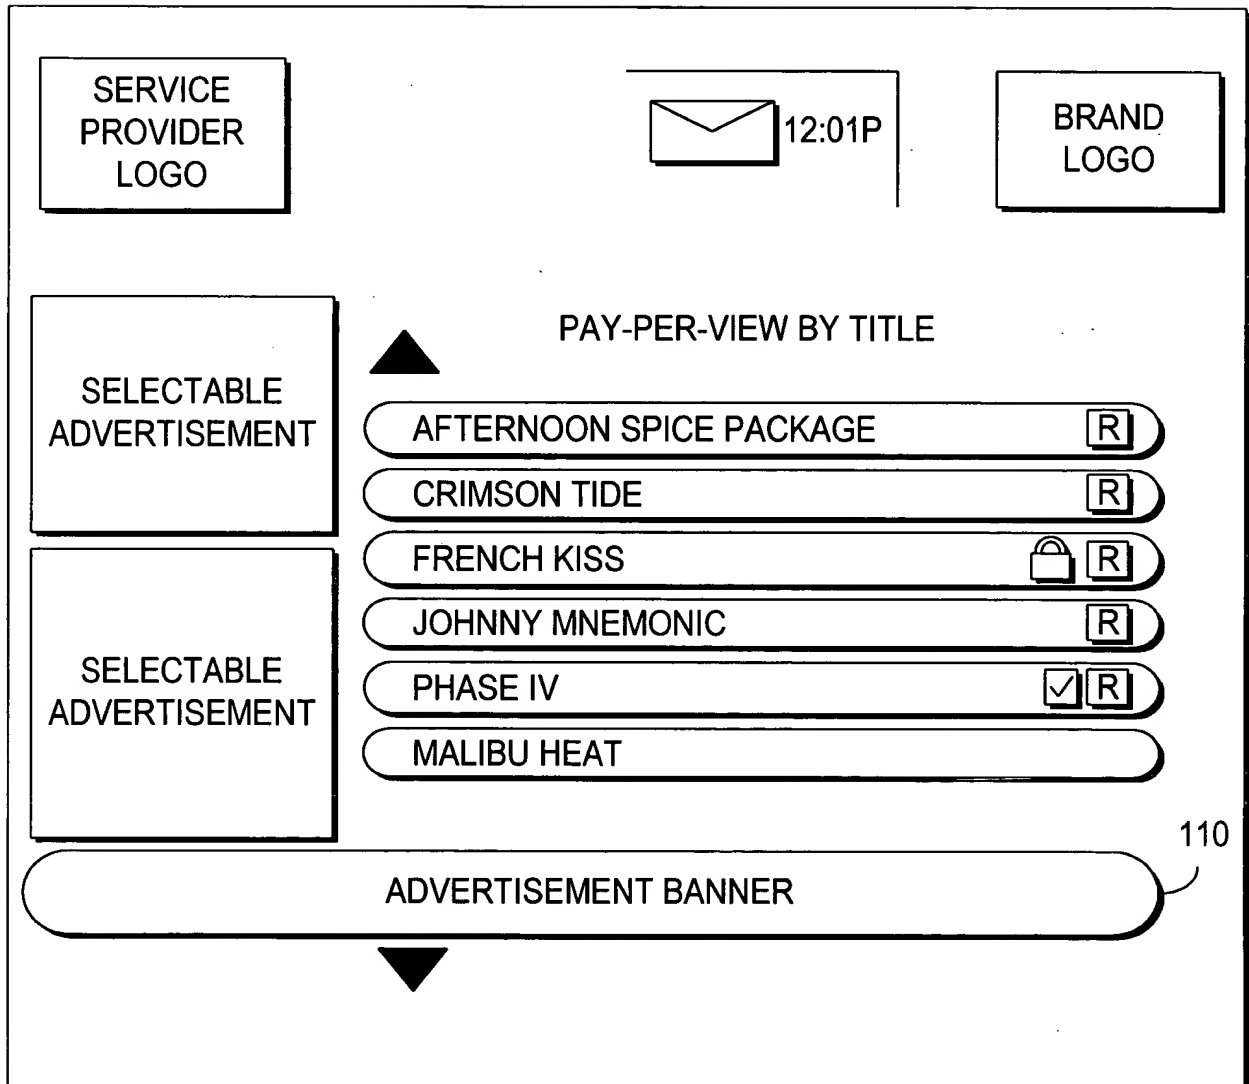 SERVICE
PROVIDER
LOGO
12:01P
BRAND
LOGO
SELECTABLE
ADVERTISEMENT
SELECTABLE
ADVERTISEMENT
PAY-PER-VIEW BY TITLE
AFTERNOON SPICE PACKAGE R
CRIMSON TIDE R
FRENCH KISS R
JOHNNY MNEMONIC R
PHASE IV R
MALIBU HEAT
110
ADVERTISEMENT BANNER